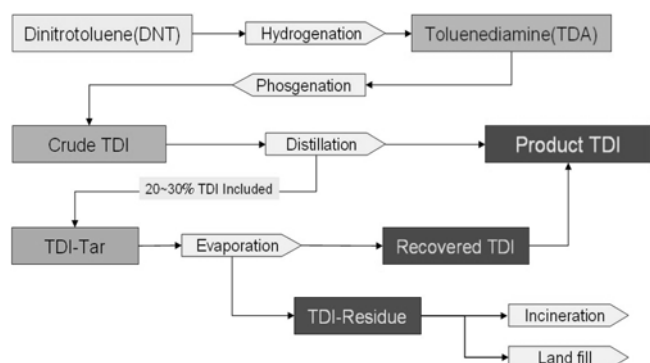 Dinitrotoluene(DNT)
Hydrogenation
Toluenediamine(TDA)
Phosgenation
Crude TDI
Distillation
Product TDI
20~30% TDI Included
TDI-Tar
Evaporation
Recovered TDI
TDI-Residue
Incineration
Land fill